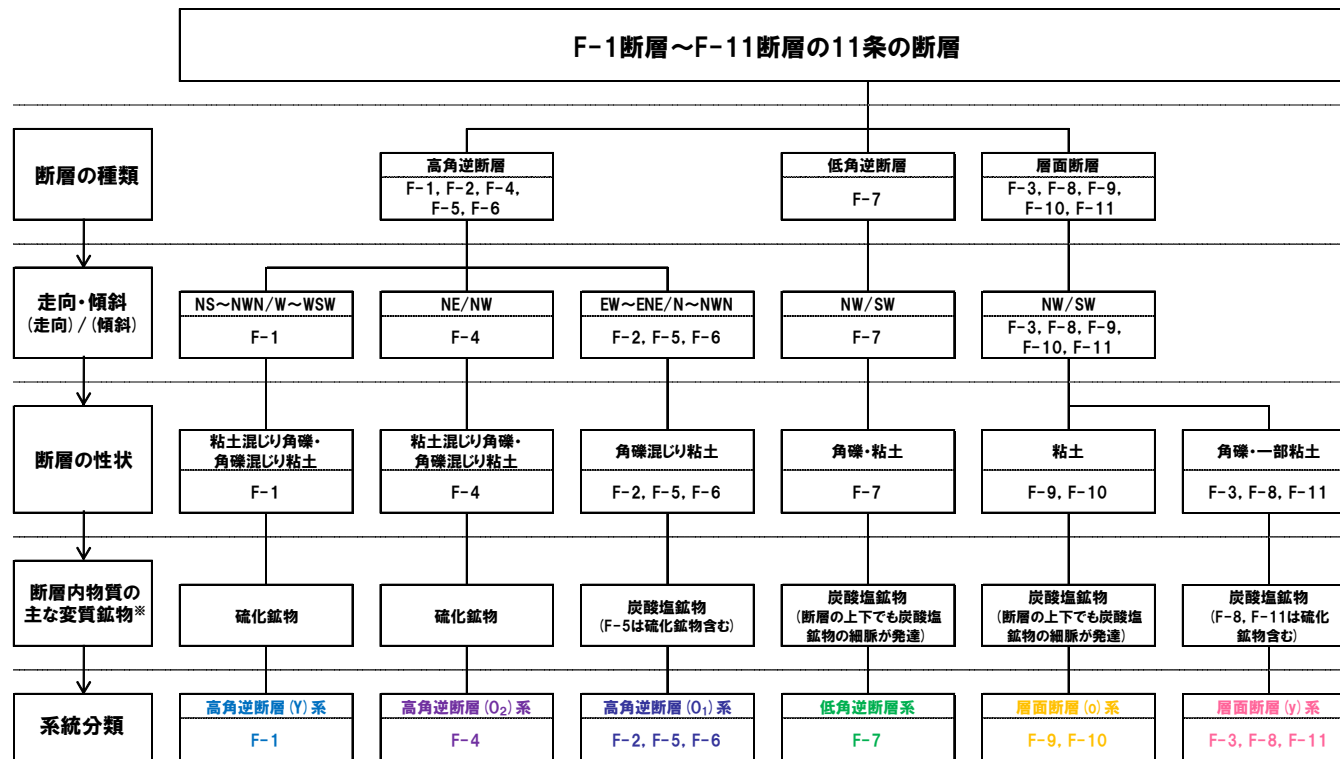 F-1断層～F-11断層の11条の断層
断層の種類
高角逆断層
F-1, F-2, F-4,
F-5, F-6
低角逆断層
F-7
層面断層
F-3, F-8, F-9,
F-10, F-11
走向・傾斜
(走向)/(傾斜)
NS～NWN/W～WSW
F-1
NE/NW
F-4
EW～ENE/N～NWN
F-2, F-5, F-6
NW/SW
F-7
NW/SW
F-3, F-8, F-9,
F-10, F-11
断層の性状
粘土混じり角礫・
角礫混じり粘土
F-1
粘土混じり角礫・
角礫混じり粘土
F-4
角礫混じり粘土
F-2, F-5, F-6
角礫・粘土
F-7
粘土
F-9, F-10
角礫・一部粘土
F-3, F-8, F-11
断層内物質の
主な変質鉱物※
硫化鉱物
硫化鉱物
炭酸塩鉱物
(F-5は硫化鉱物含む)
炭酸塩鉱物
(断層の上下でも炭酸塩
鉱物の細脈が発達)
炭酸塩鉱物
(断層の上下でも炭酸塩
鉱物の細脈が発達)
炭酸塩鉱物
(F-8, F-11は硫化
鉱物含む)
系統分類
高角逆断層(Y)系
F-1
高角逆断層(O₂)系
F-4
高角逆断層(O₁)系
F-2, F-5, F-6
低角逆断層系
F-7
層面断層(o)系
F-9, F-10
層面断層(y)系
F-3, F-8, F-11